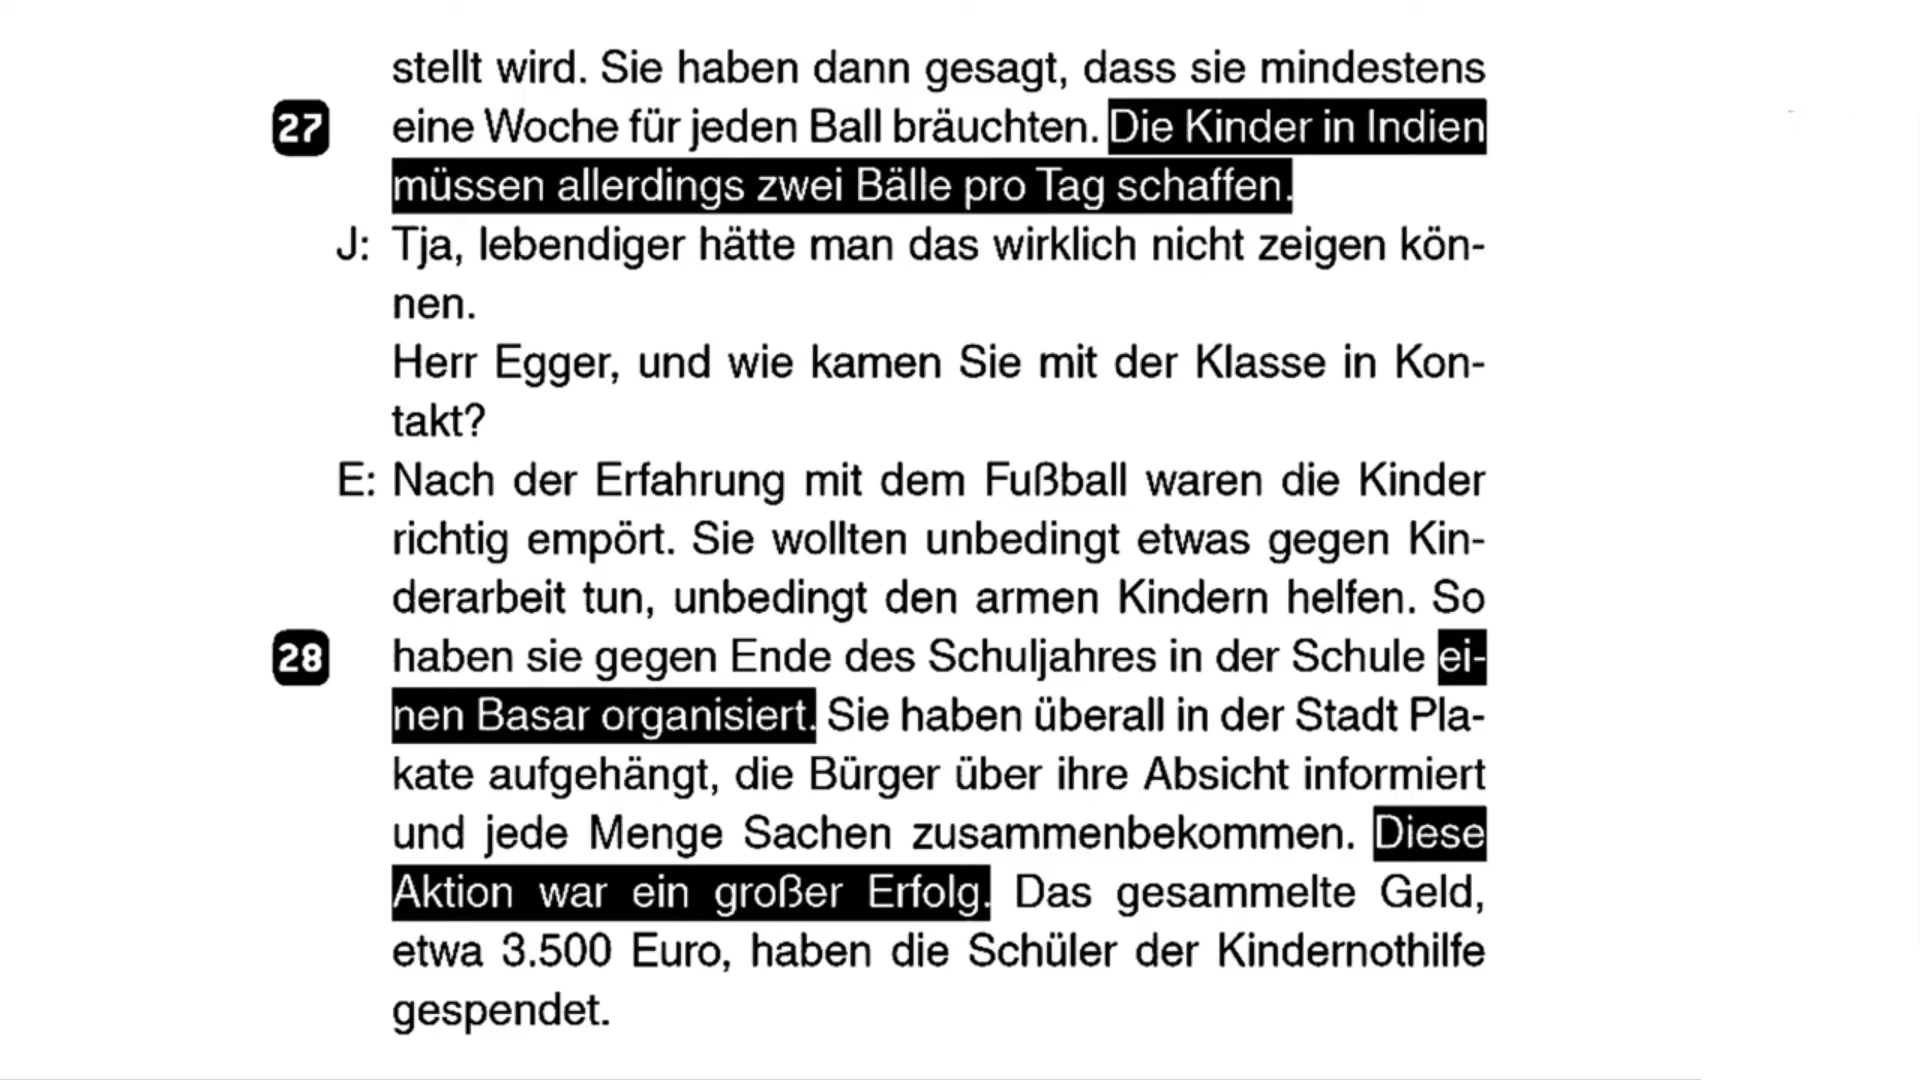 stellt wird. Sie haben dann gesagt, dass sie mindestens
27 eine Woche für jeden Ball bräuchten. Die Kinder in Indien
müssen allerdings zwei Bälle pro Tag schaffen.
J: Tja, lebendiger hätte man das wirklich nicht zeigen kön-
nen.
Herr Egger, und wie kamen Sie mit der Klasse in Kon-
takt?
E: Nach der Erfahrung mit dem Fußball waren die Kinder
richtig empört. Sie wollten unbedingt etwas gegen Kin-
derarbeit tun, unbedingt den armen Kindern helfen. So
28 haben sie gegen Ende des Schuljahres in der Schule ei-
nen Basar organisiert. Sie haben überall in der Stadt Pla-
kate aufgehängt, die Bürger über ihre Absicht informiert
und jede Menge Sachen zusammenbekommen. Diese
Aktion war ein großer Erfolg. Das gesammelte Geld,
etwa 3.500 Euro, haben die Schüler der Kindernothilfe
gespendet.